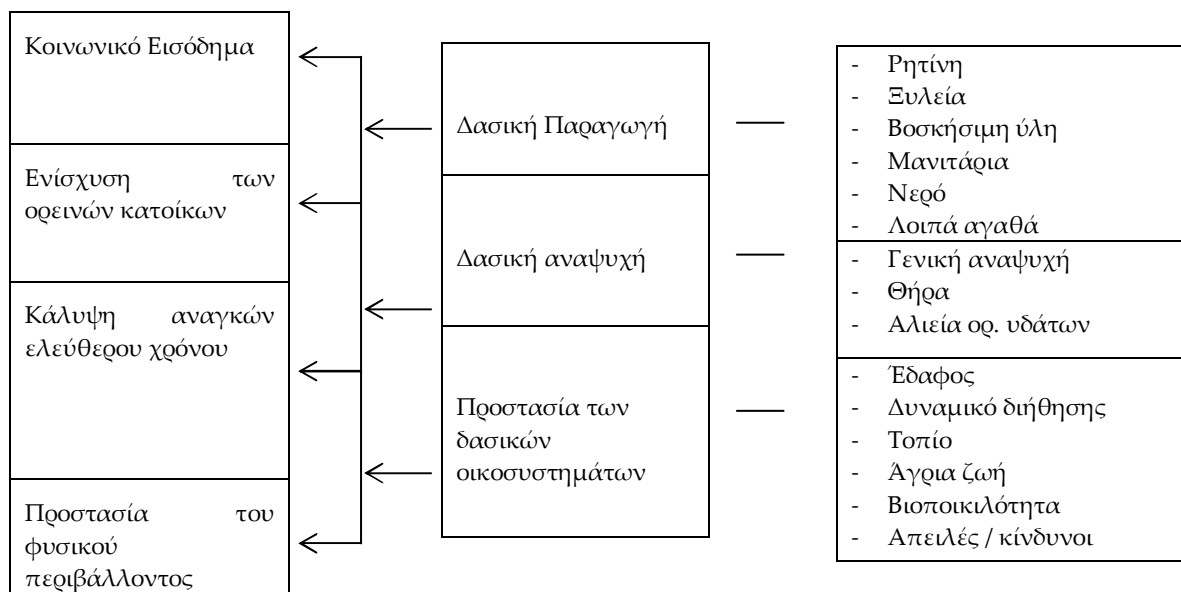 Κοινωνικό Εισόδημα
Ενίσχυση των
ορεινών κατοίκων
Κάλυψη αναγκών
ελεύθερου χρόνου
Προστασία του
φυσικού
περιβάλλοντος
Δασική Παραγωγή
Δασική αναψυχή
Προστασία των
δασικών
οικοσυστημάτων
- Ρητίνη
- Ξυλεία
- Βοσκήσιμη ύλη
- Μανιτάρια
- Νερό
- Λοιπά αγαθά
- Γενική αναψυχή
- Θήρα
- Αλιεία ορ. υδάτων
- Έδαφος
- Δυναμικό διήθησης
- Τοπίο
- Άγρια ζωή
- Βιοποικιλότητα
- Απειλές / κίνδυνοι